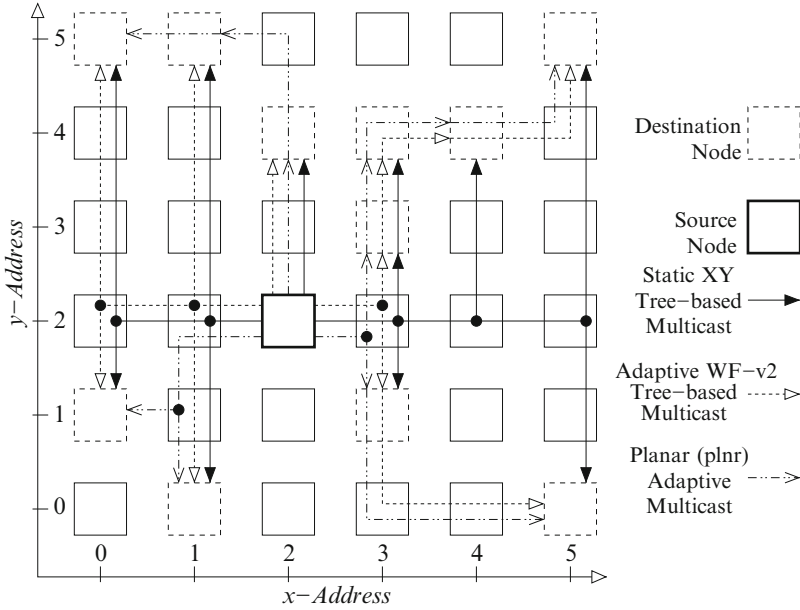 5
4
3
2
1
0
y-Address
0 1 2 3 4 5
x-Address
Destination
Node
Source
Node
Static XY
Tree-based
Multicast
Adaptive WF-v2
Tree-based
Multicast
Planar (plnr)
Adaptive
Multicast